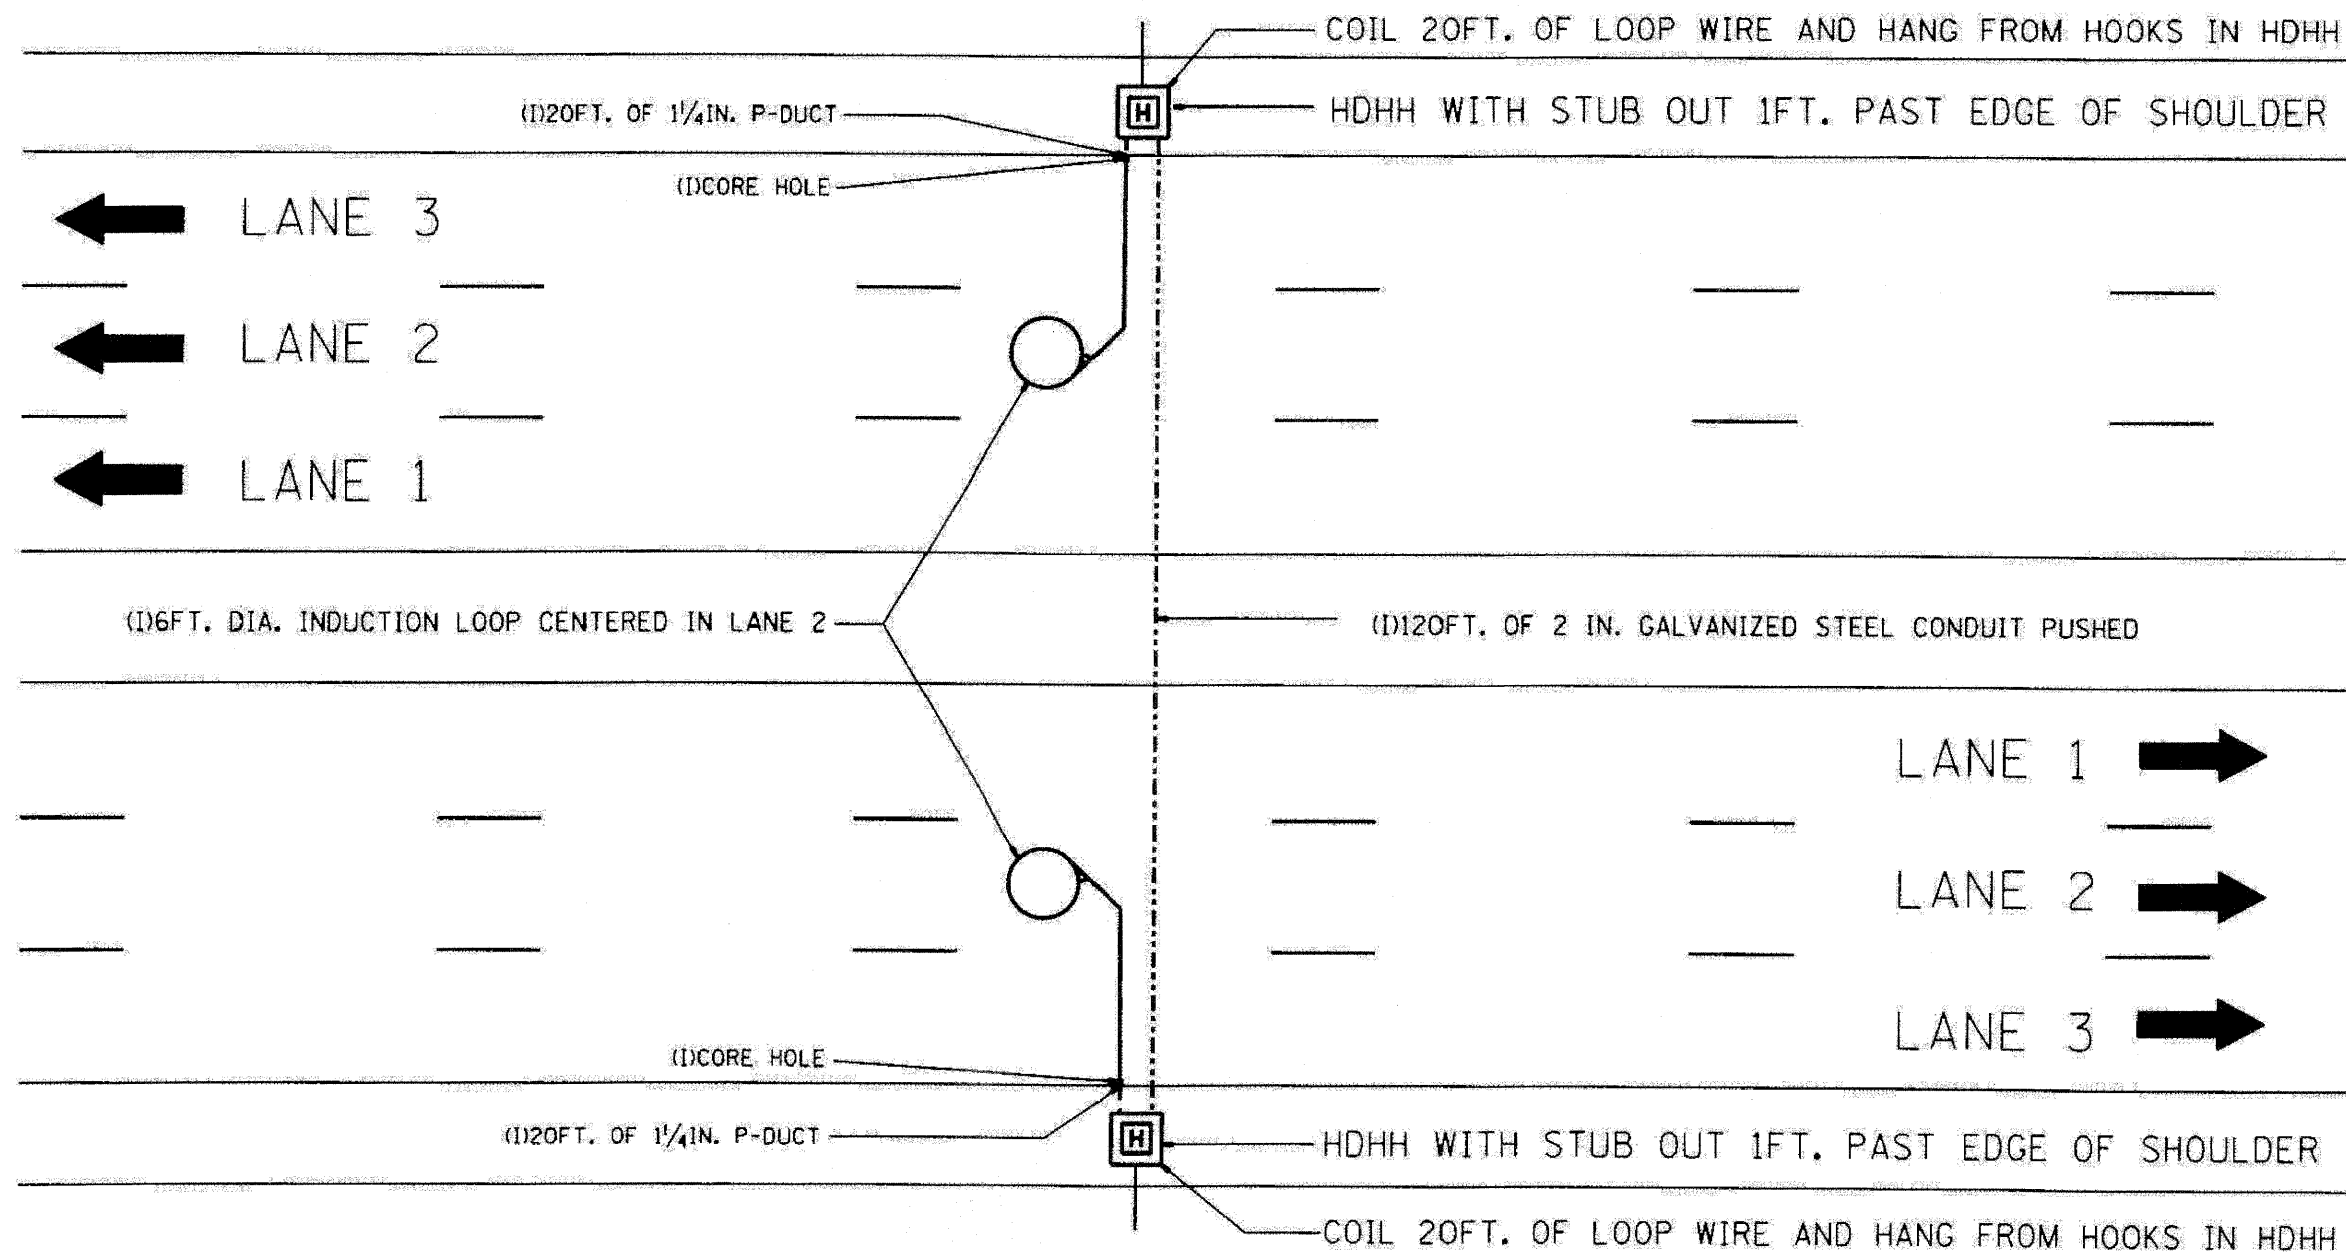 COIL 20FT. OF LOOP WIRE AND HANG FROM HOOKS IN HDHH
(1)20FT. OF 1 1/4IN. P-DUCT
H
HDHH WITH STUB OUT 1FT. PAST EDGE OF SHOULDER
(1)CORE HOLE
LANE 3
LANE 2
LANE 1
(1)6FT. DIA. INDUCTION LOOP CENTERED IN LANE 2
(1)120FT. OF 2 IN. GALVANIZED STEEL CONDUIT PUSHED
LANE 1
LANE 2
LANE 3
(1)CORE HOLE
(1)20FT. OF 1 1/4IN. P-DUCT
H
HDHH WITH STUB OUT 1FT. PAST EDGE OF SHOULDER
COIL 20FT. OF LOOP WIRE AND HANG FROM HOOKS IN HDHH